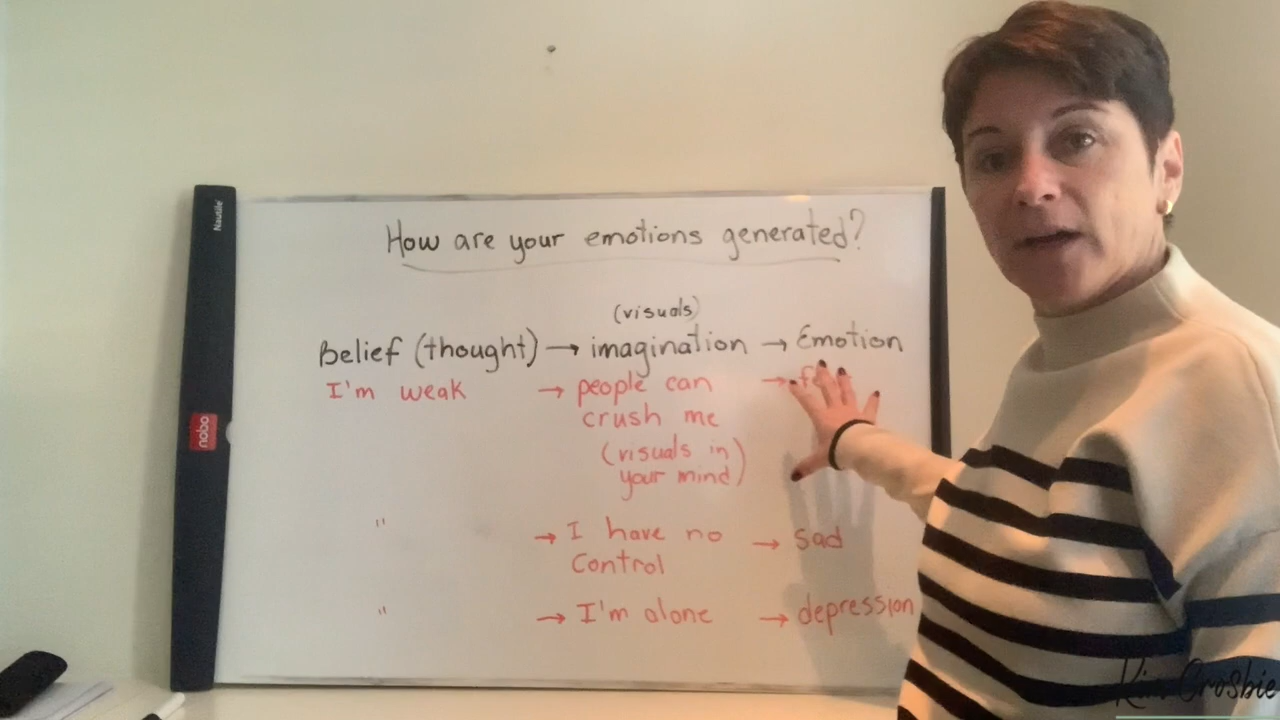 Nautile
nobo
How are your emotions generated?
(visuals)
Belief (thought) → imagination → Emotion
I'm weak → people can →
crush me
(visuals in
your mind)
" → I have no → sad
control
" → I'm alone → depression
Kim Crosbie